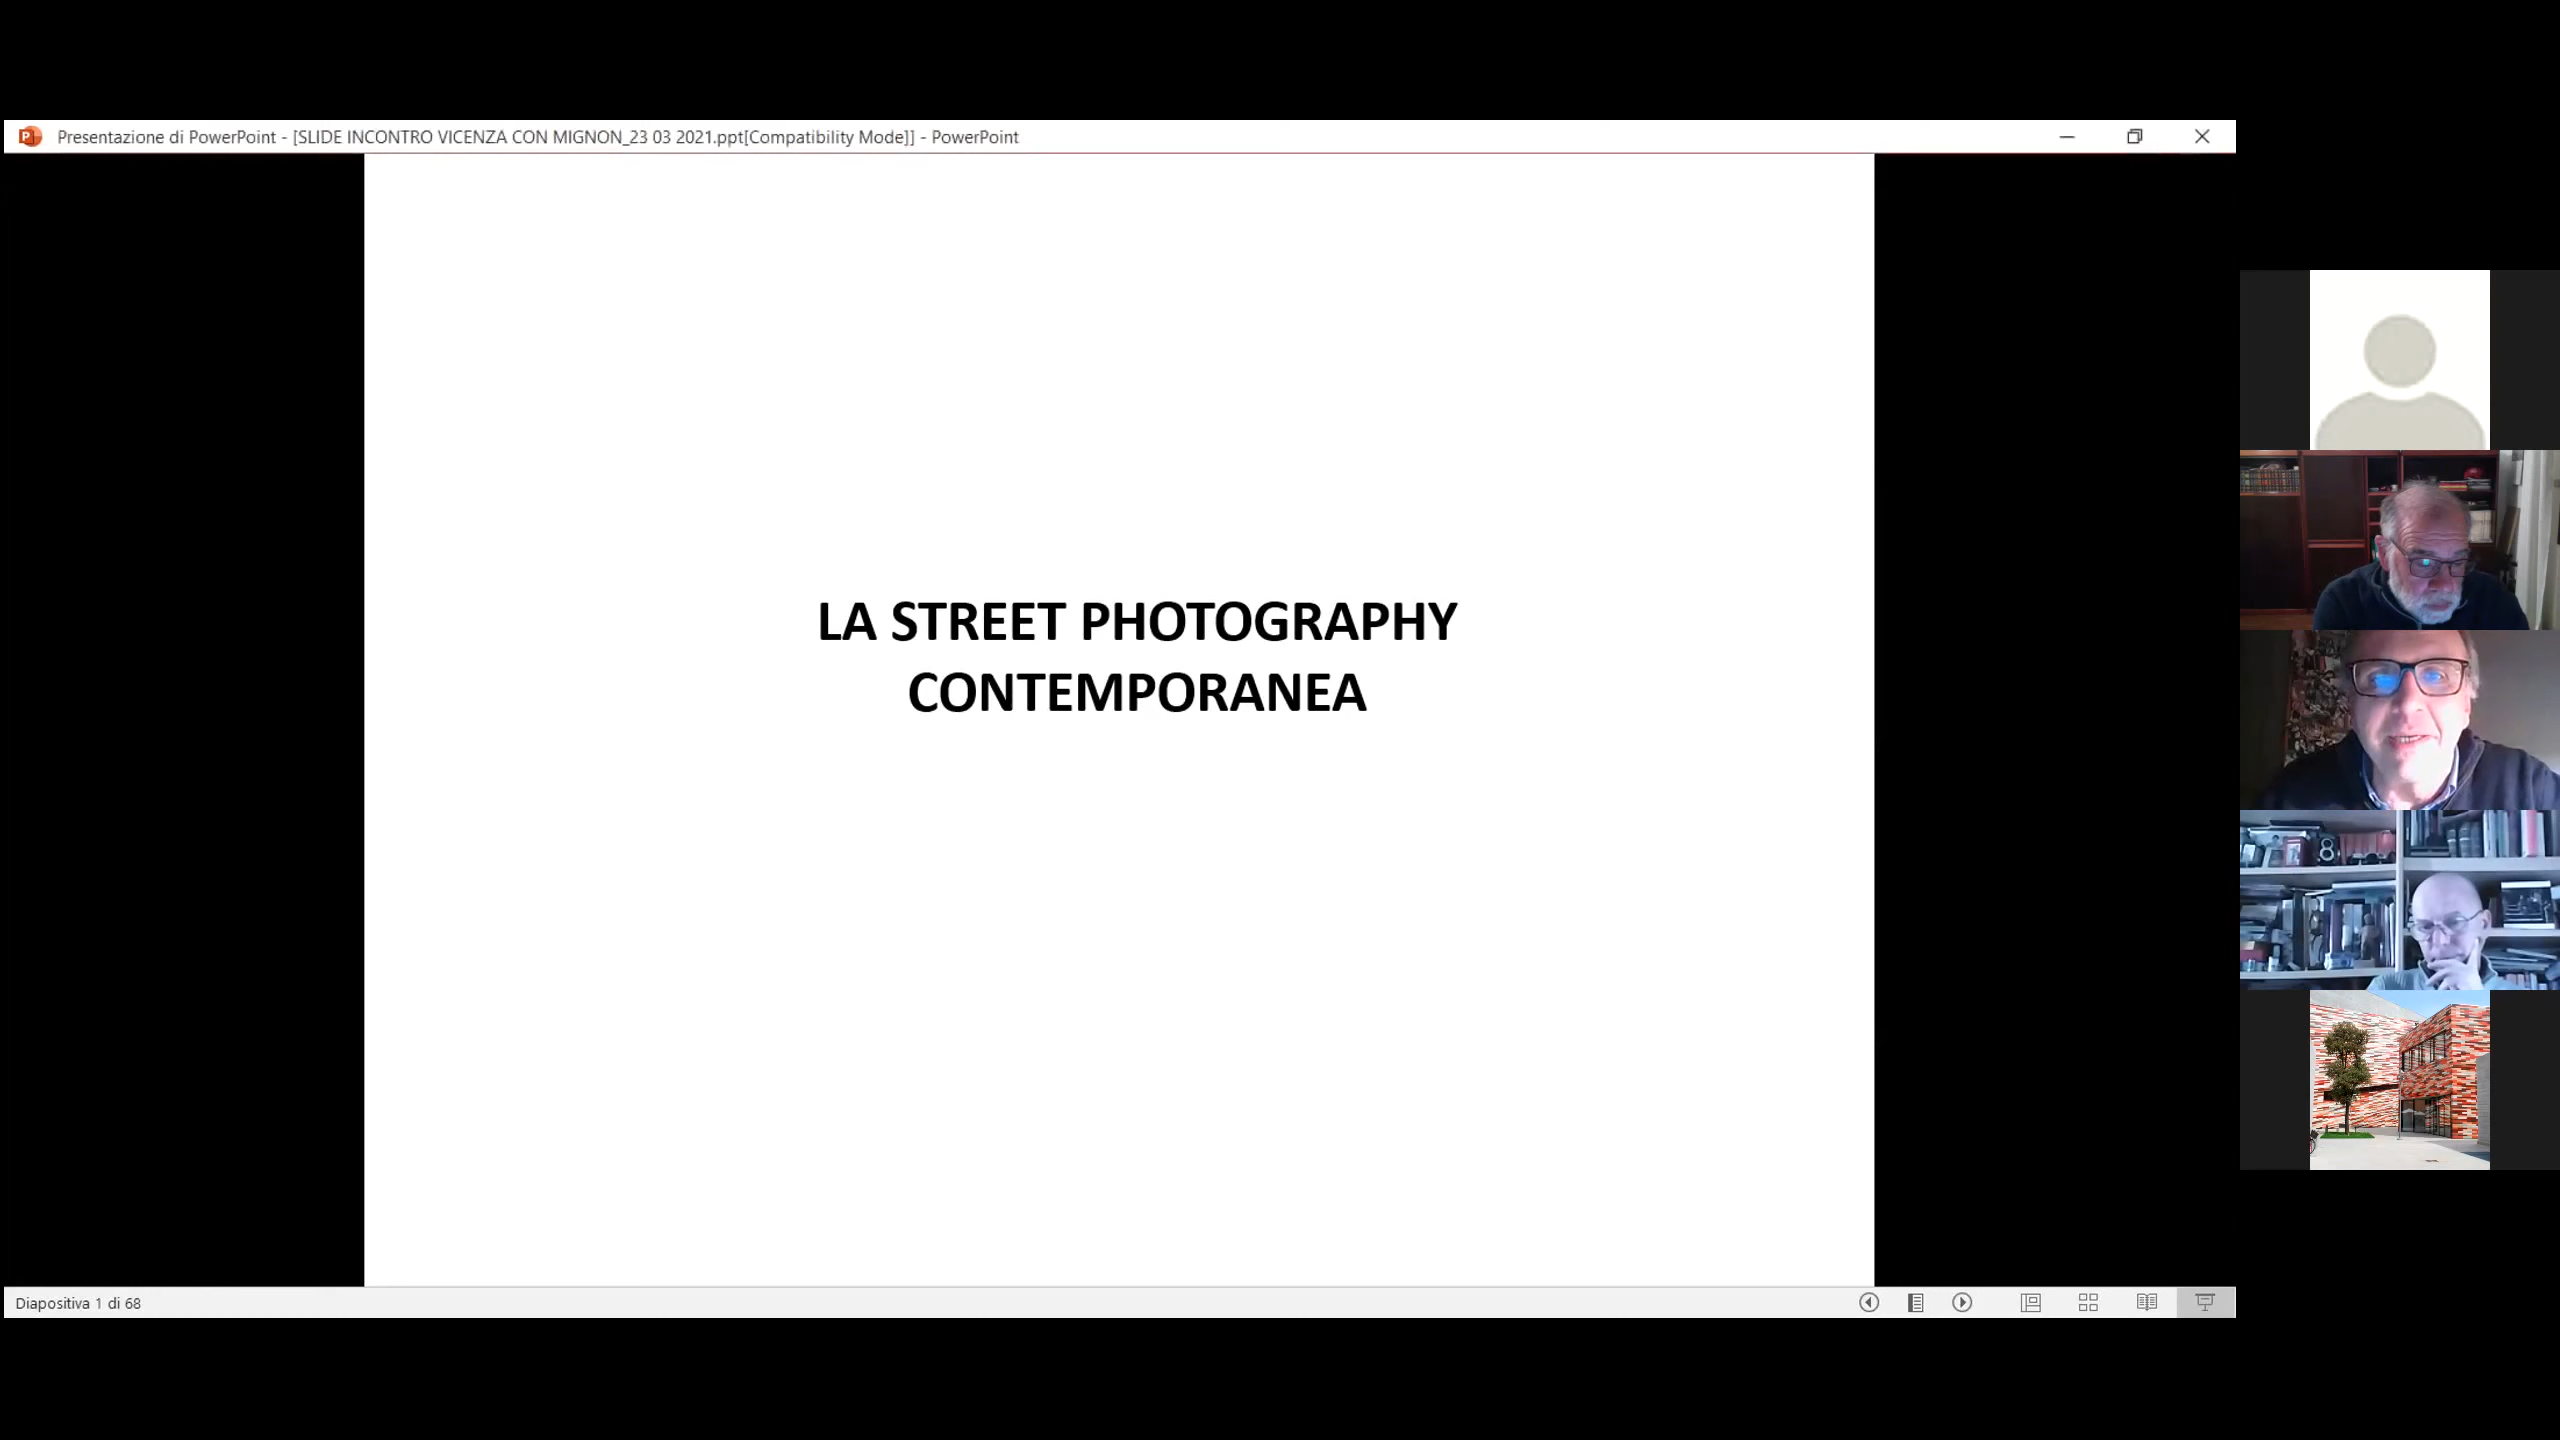 Presentazione di PowerPoint - [SLIDE INCONTRO VICENZA CON MIGNON_23 03 2021.ppt[Compatibility Mode]] - PowerPoint
LA STREET PHOTOGRAPHY
CONTEMPORANEA
Diapositiva 1 di 68